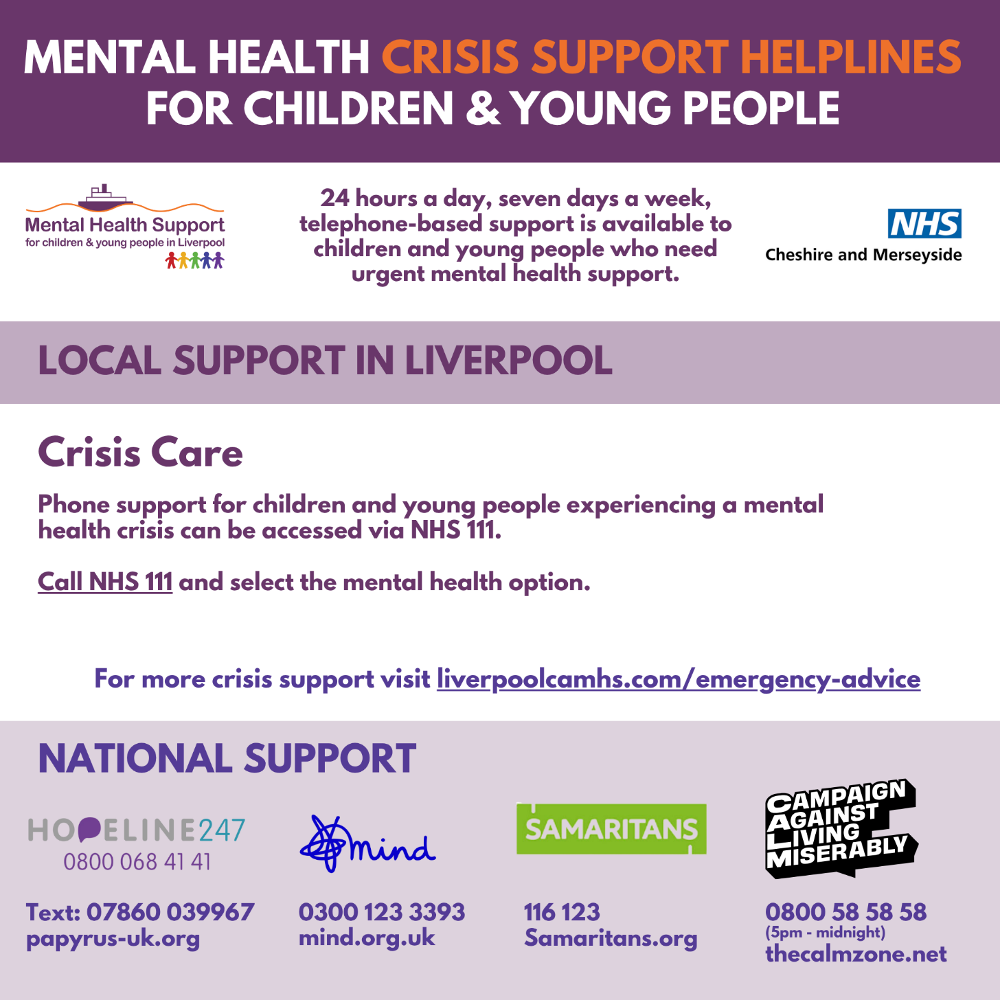 MENTAL HEALTH CRISIS SUPPORT HELPLINES
FOR CHILDREN & YOUNG PEOPLE
Mental Health Support
for children & young people in Liverpool
24 hours a day, seven days a week,
telephone-based support is available to
children and young people who need
urgent mental health support.
NHS
Cheshire and Merseyside
LOCAL SUPPORT IN LIVERPOOL
Crisis Care
Phone support for children and young people experiencing a mental
health crisis can be accessed via NHS 111.
Call NHS 111 and select the mental health option.
For more crisis support visit liverpoolcamhs.com/emergency-advice
NATIONAL SUPPORT
HOPELINE247
0800 068 41 41
Text: 07860 039967
papyrus-uk.org
mind
0300 123 3393
mind.org.uk
SAMARITANS
116 123
Samaritans.org
CAMPAIGN
AGAINST
LIVING
MISERABLY
0800 58 58 58
(5pm - midnight)
thecalmzone.net